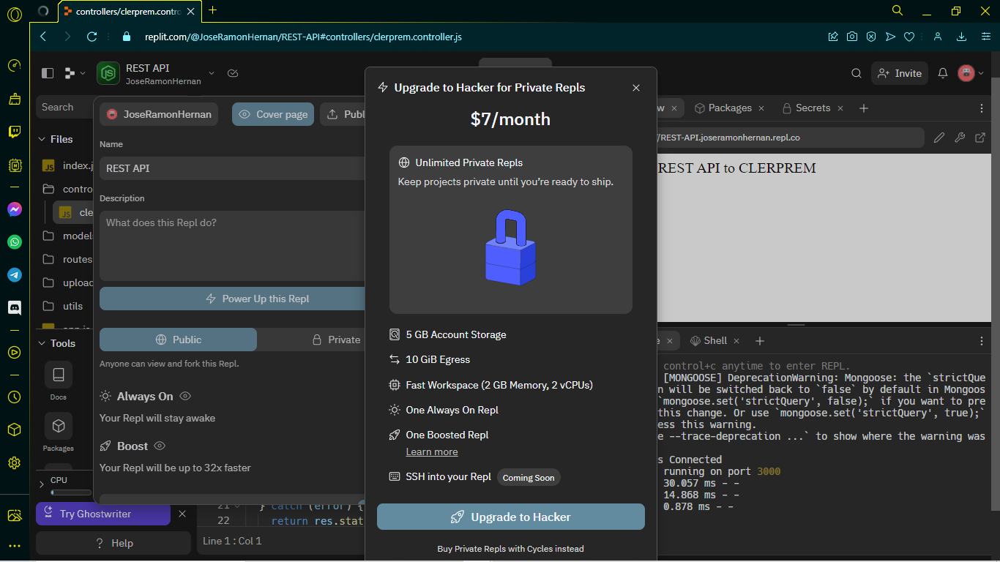 controllers/clerprem.contro
replit.com/@JoseRamonHernan/REST-API#controllers/clerprem.controller.js
REST API
JoseRamonHernan
Invite
Search
Files
index.j
contro
cle
models
routes
upload
utils
app.js
Tools
Docs
Packages
CPU
Try Ghostwriter
Help
JoseRamonHernan
Cover page
Publ
Name
REST API
Description
What does this Repl do?
Power Up this Repl
Public
Private
Anyone can view and fork this Repl.
Always On
Your Repl will stay awake
Boost
Your Repl will be up to 32x faster
21 } catch (error) {
22 return res.stat
Line 1 : Col 1
Upgrade to Hacker for Private Repls
$7/month
Unlimited Private Repls
Keep projects private until you're ready to ship.
5 GB Account Storage
10 GiB Egress
Fast Workspace (2 GB Memory, 2 vCPUs)
One Always On Repl
One Boosted Repl
Learn more
SSH into your Repl Coming Soon
Upgrade to Hacker
Buy Private Repls with Cycles instead
w
Packages
Secrets
/REST-API.joseramonhernan.repl.co
REST API to CLERPREM
e
Shell
control+c anytime to enter REPL.
[MONGOOSE] DeprecationWarning: Mongoose: the `strictQue
n will be switched back to `false` by default in Mongoos
`mongoose.set('strictQuery', false);` if you want to pre
this change. Or use `mongoose.set('strictQuery', true);`
ess this warning.
e --trace-deprecation ...` to show where the warning was
s Connected
running on port 3000
30.057 ms - -
14.868 ms - -
0.878 ms - -